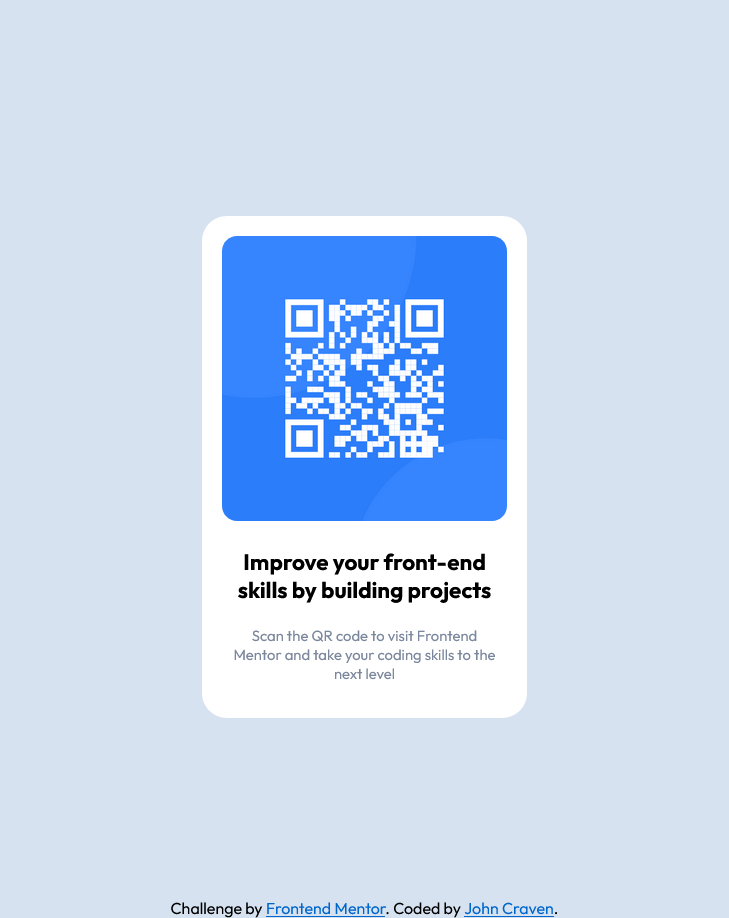 Improve your front-end
skills by building projects
Scan the QR code to visit Frontend
Mentor and take your coding skills to the
next level
Challenge by Frontend Mentor. Coded by John Craven.